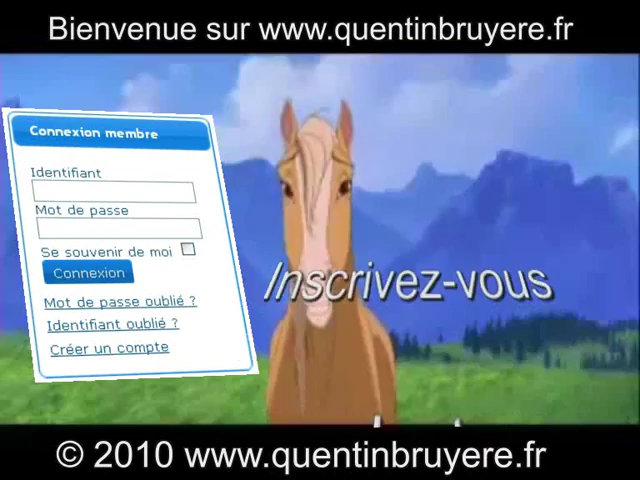 Bienvenue sur www.quentinbruyere.fr
Connexion membre
Identifiant
Mot de passe
Se souvenir de moi
Connexion
Mot de passe oublié ?
Identifiant oublié ?
Créer un compte
Inscrivez-vous
© 2010 www.quentinbruyere.fr